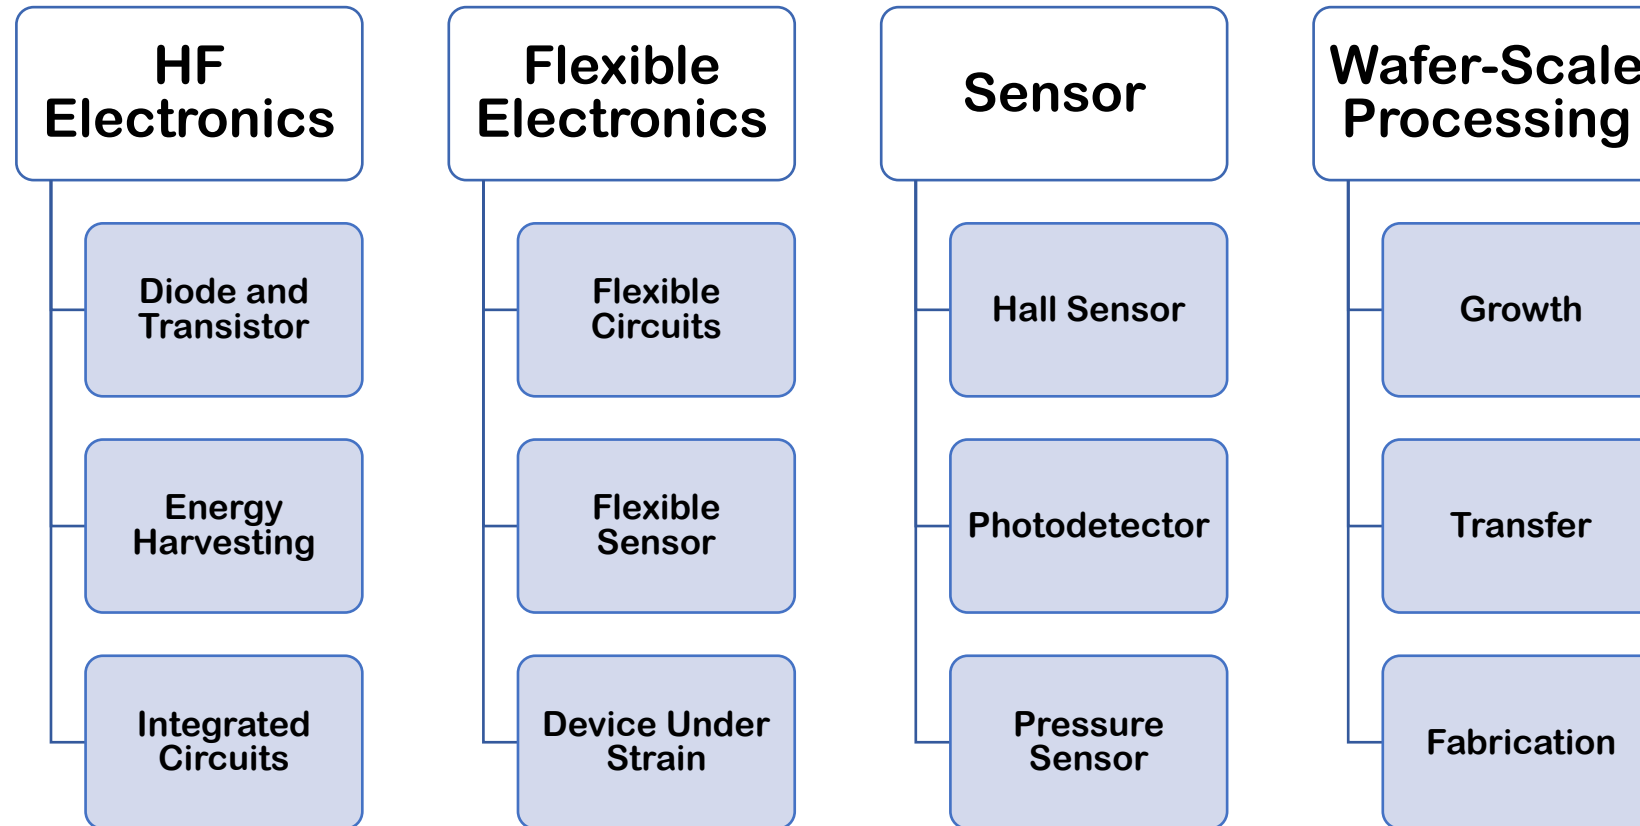 HF
Electronics
Diode and
Transistor
Energy
Harvesting
Integrated
Circuits
Flexible
Electronics
Flexible
Circuits
Flexible
Sensor
Device Under
Strain
Sensor
Hall Sensor
Photodetector
Pressure
Sensor
Wafer-Scale
Processing
Growth
Transfer
Fabrication